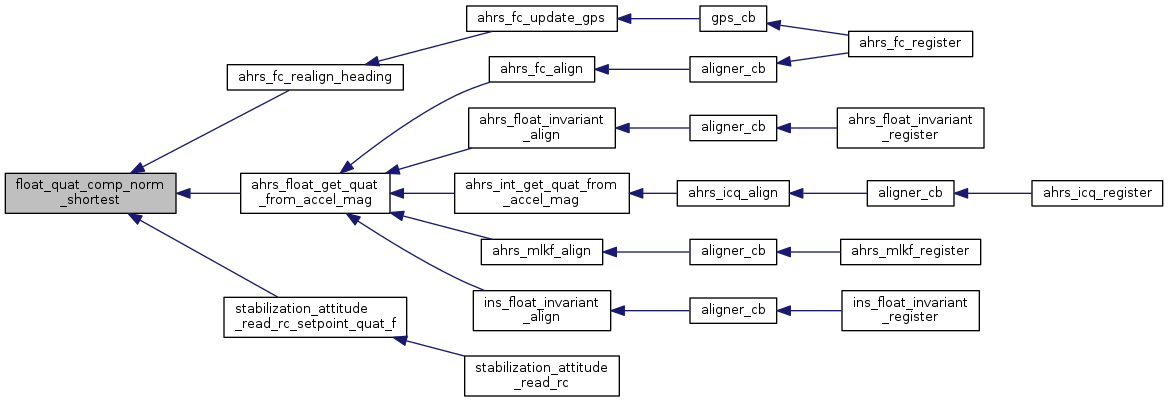 ahrs_fc_update_gps
gps_cb
ahrs_fc_register
ahrs_fc_realign_heading
ahrs_fc_align
aligner_cb
ahrs_float_invariant
_align
aligner_cb
ahrs_float_invariant
_register
float_quat_comp_norm
_shortest
ahrs_float_get_quat
_from_accel_mag
ahrs_int_get_quat_from
_accel_mag
ahrs_icq_align
aligner_cb
ahrs_icq_register
ahrs_mlkf_align
aligner_cb
ahrs_mlkf_register
stabilization_attitude
_read_rc_setpoint_quat_f
ins_float_invariant
_align
aligner_cb
ins_float_invariant
_register
stabilization_attitude
_read_rc